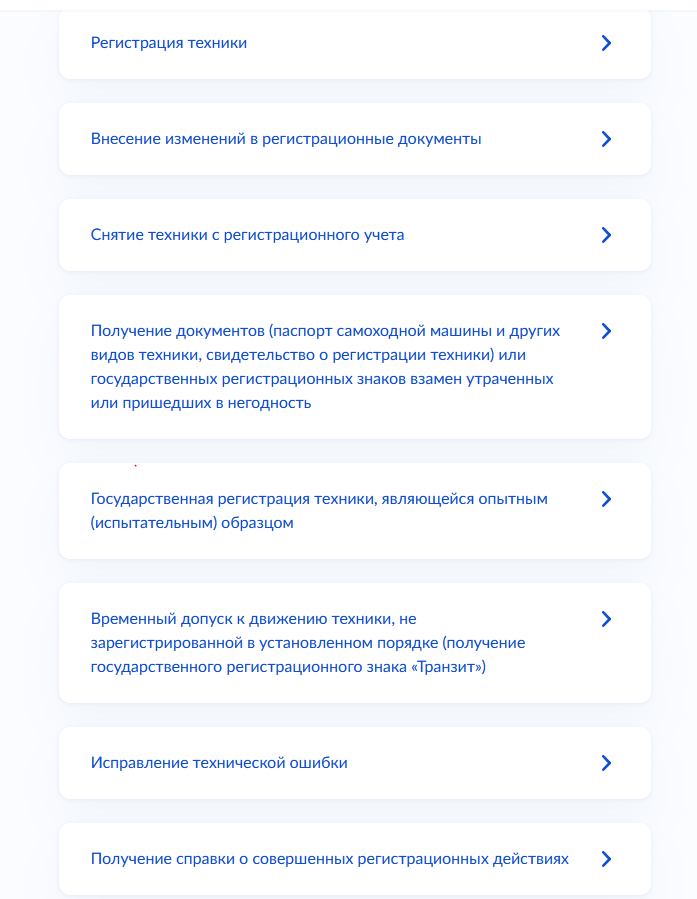 Регистрация техники
Внесение изменений в регистрационные документы
Снятие техники с регистрационного учета
Получение документов (паспорт самоходной машины и других
видов техники, свидетельство о регистрации техники) или
государственных регистрационных знаков взамен утраченных
или пришедших в негодность
Государственная регистрация техники, являющейся опытным
(испытательным) образцом
Временный допуск к движению техники, не
зарегистрированной в установленном порядке (получение
государственного регистрационного знака «Транзит»)
Исправление технической ошибки
Получение справки о совершенных регистрационных действиях